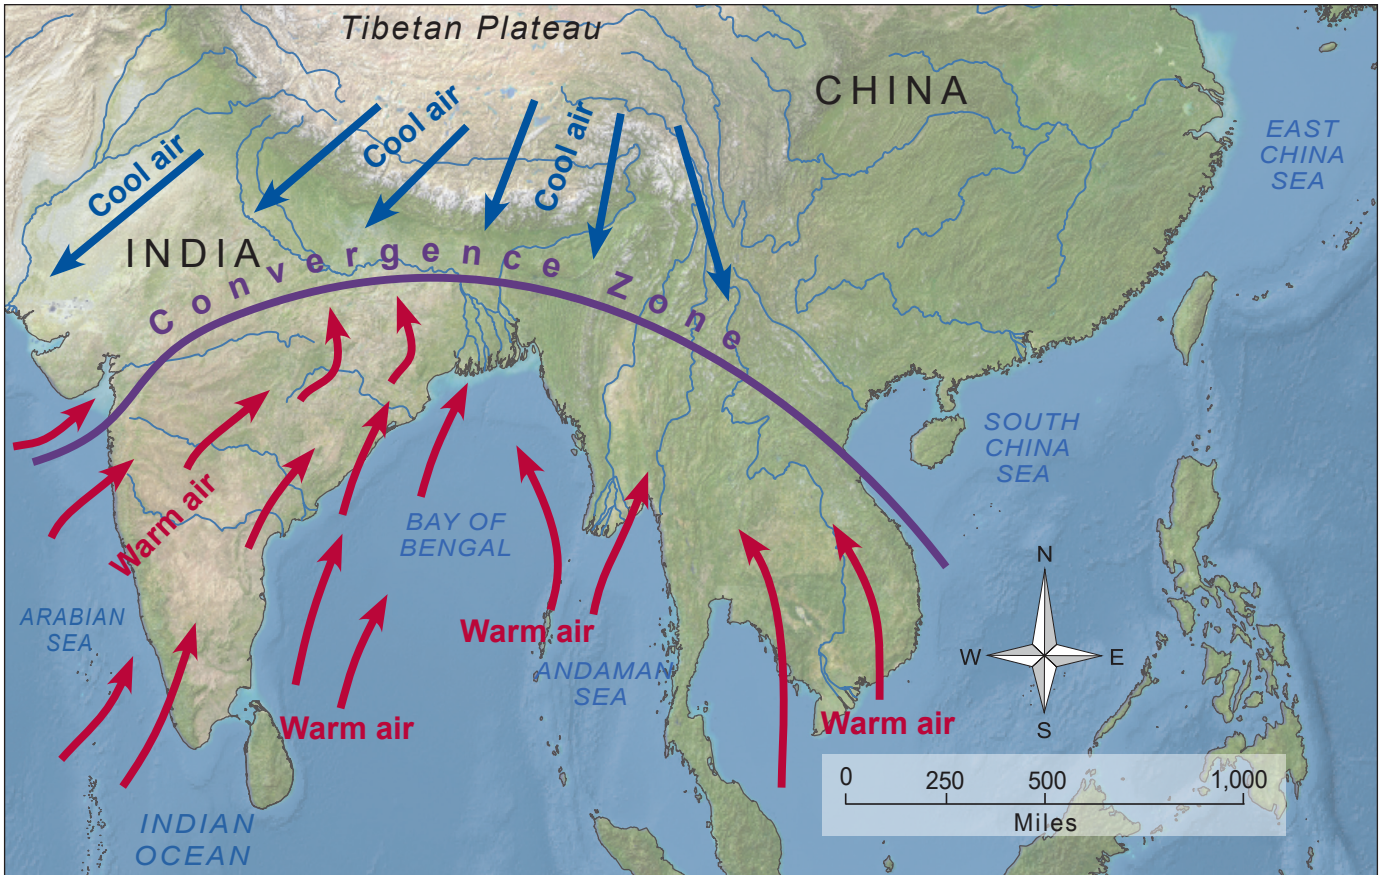 Tibetan Plateau
CHINA
Cool air
Cool air
Cool air
EAST
CHINA
SEA
INDIA
Convergence Zone
SOUTH
CHINA
SEA
Warm air
BAY OF
BENGAL
ARABIAN
SEA
Warm air
ANDAMAN
SEA
Warm air
Warm air
N
W
E
S
0 250 500 1,000
Miles
INDIAN
OCEAN